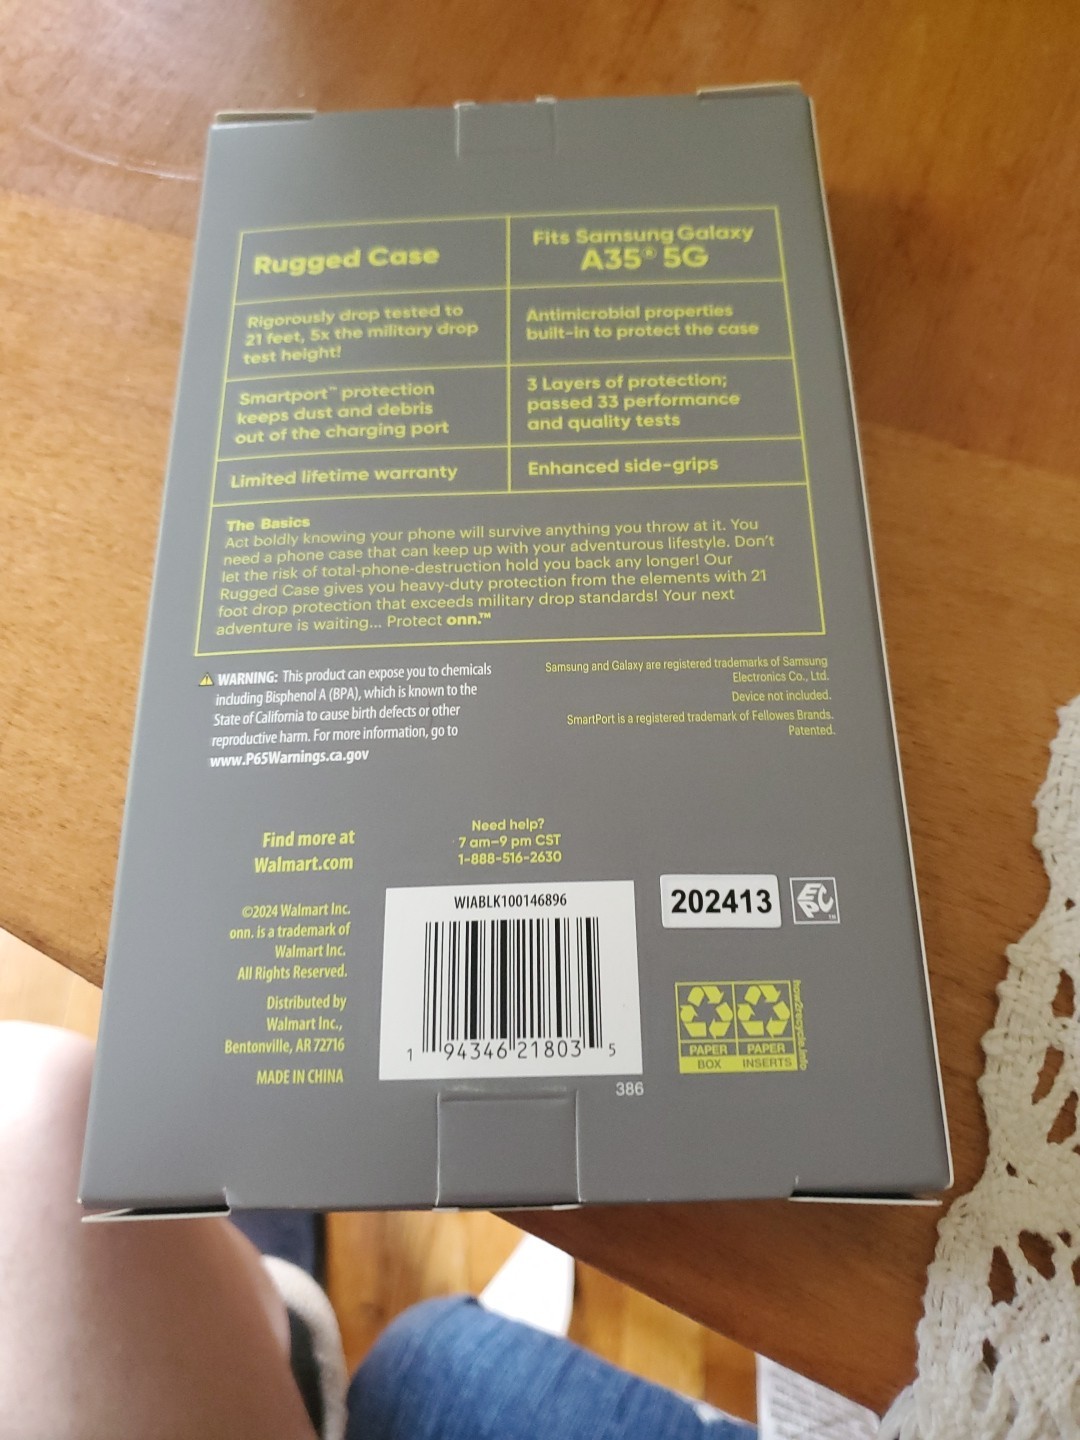 Rugged Case
Fits Samsung Galaxy
A35® 5G
Rigorously drop tested to
21 feet, 5x the military drop
test height!
Antimicrobial properties
built-in to protect the case
Smartport™ protection
keeps dust and debris
out of the charging port
3 Layers of protection;
passed 33 performance
and quality tests
Limited lifetime warranty
Enhanced side-grips
The Basics
Act boldly knowing your phone will survive anything you throw at it. You
need a phone case that can keep up with your adventurous lifestyle. Don't
let the risk of total-phone-destruction hold you back any longer! Our
Rugged Case gives you heavy-duty protection from the elements with 21
foot drop protection that exceeds military drop standards! Your next
adventure is waiting... Protect onn.™
WARNING: This product can expose you to chemicals
including Bisphenol A (BPA), which is known to the
State of California to cause birth defects or other
reproductive harm. For more information, go to
www.P65Warnings.ca.gov
Samsung and Galaxy are registered trademarks of Samsung
Electronics Co., Ltd.
Device not included.
SmartPort is a registered trademark of Fellowes Brands.
Patented.
Find more at
Walmart.com
Need help?
7 am–9 pm CST
1-888-516-2630
©2024 Walmart Inc.
onn. is a trademark of
Walmart Inc.
All Rights Reserved.
Distributed by
Walmart Inc.,
Bentonville, AR 72716
MADE IN CHINA
WIABLK100146896
1 94346 21803 5
386
202413
EPC™
PAPER
BOX
PAPER
INSERTS
how2recycle.info